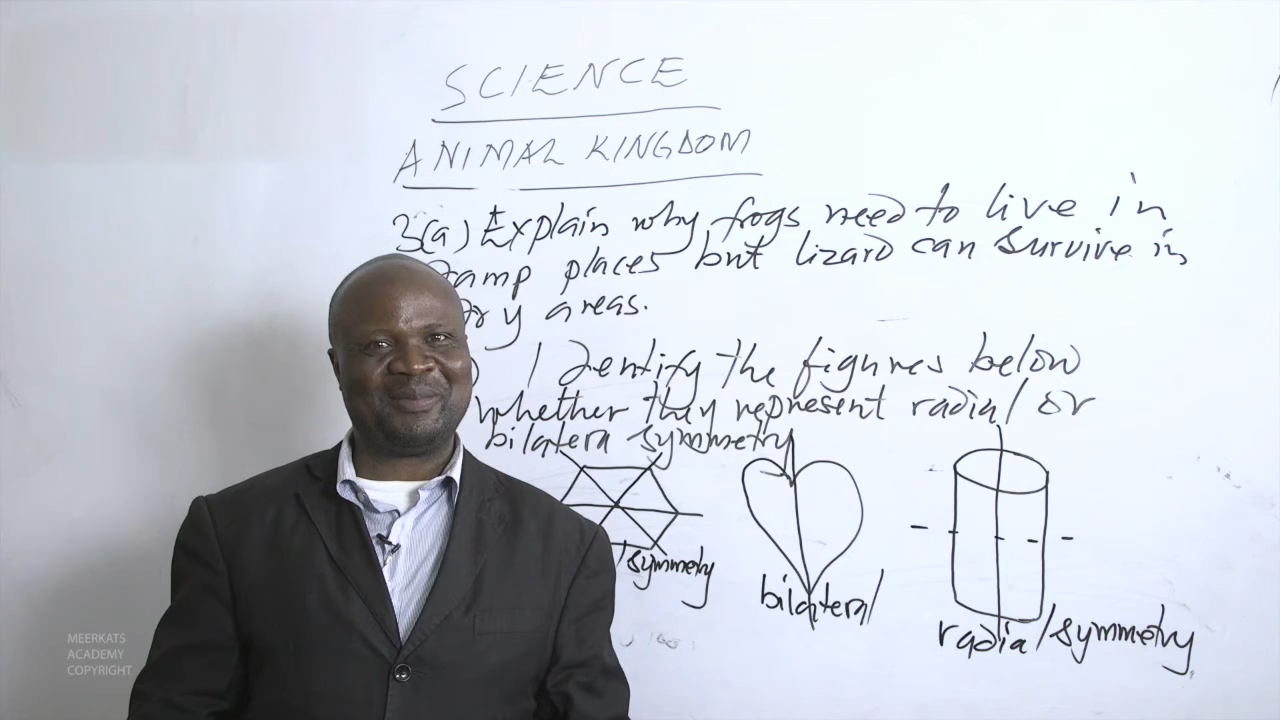 SCIENCE
ANIMAL KINGDOM
3(a) Explain why frogs need to live in
damp places but lizard can survive in
dry areas.
) Identify the figures below
whether they represent radial or
bilatera symmetry
symmetry
bilateral
radial symmetry
MEERKATS
ACADEMY
COPYRIGHT